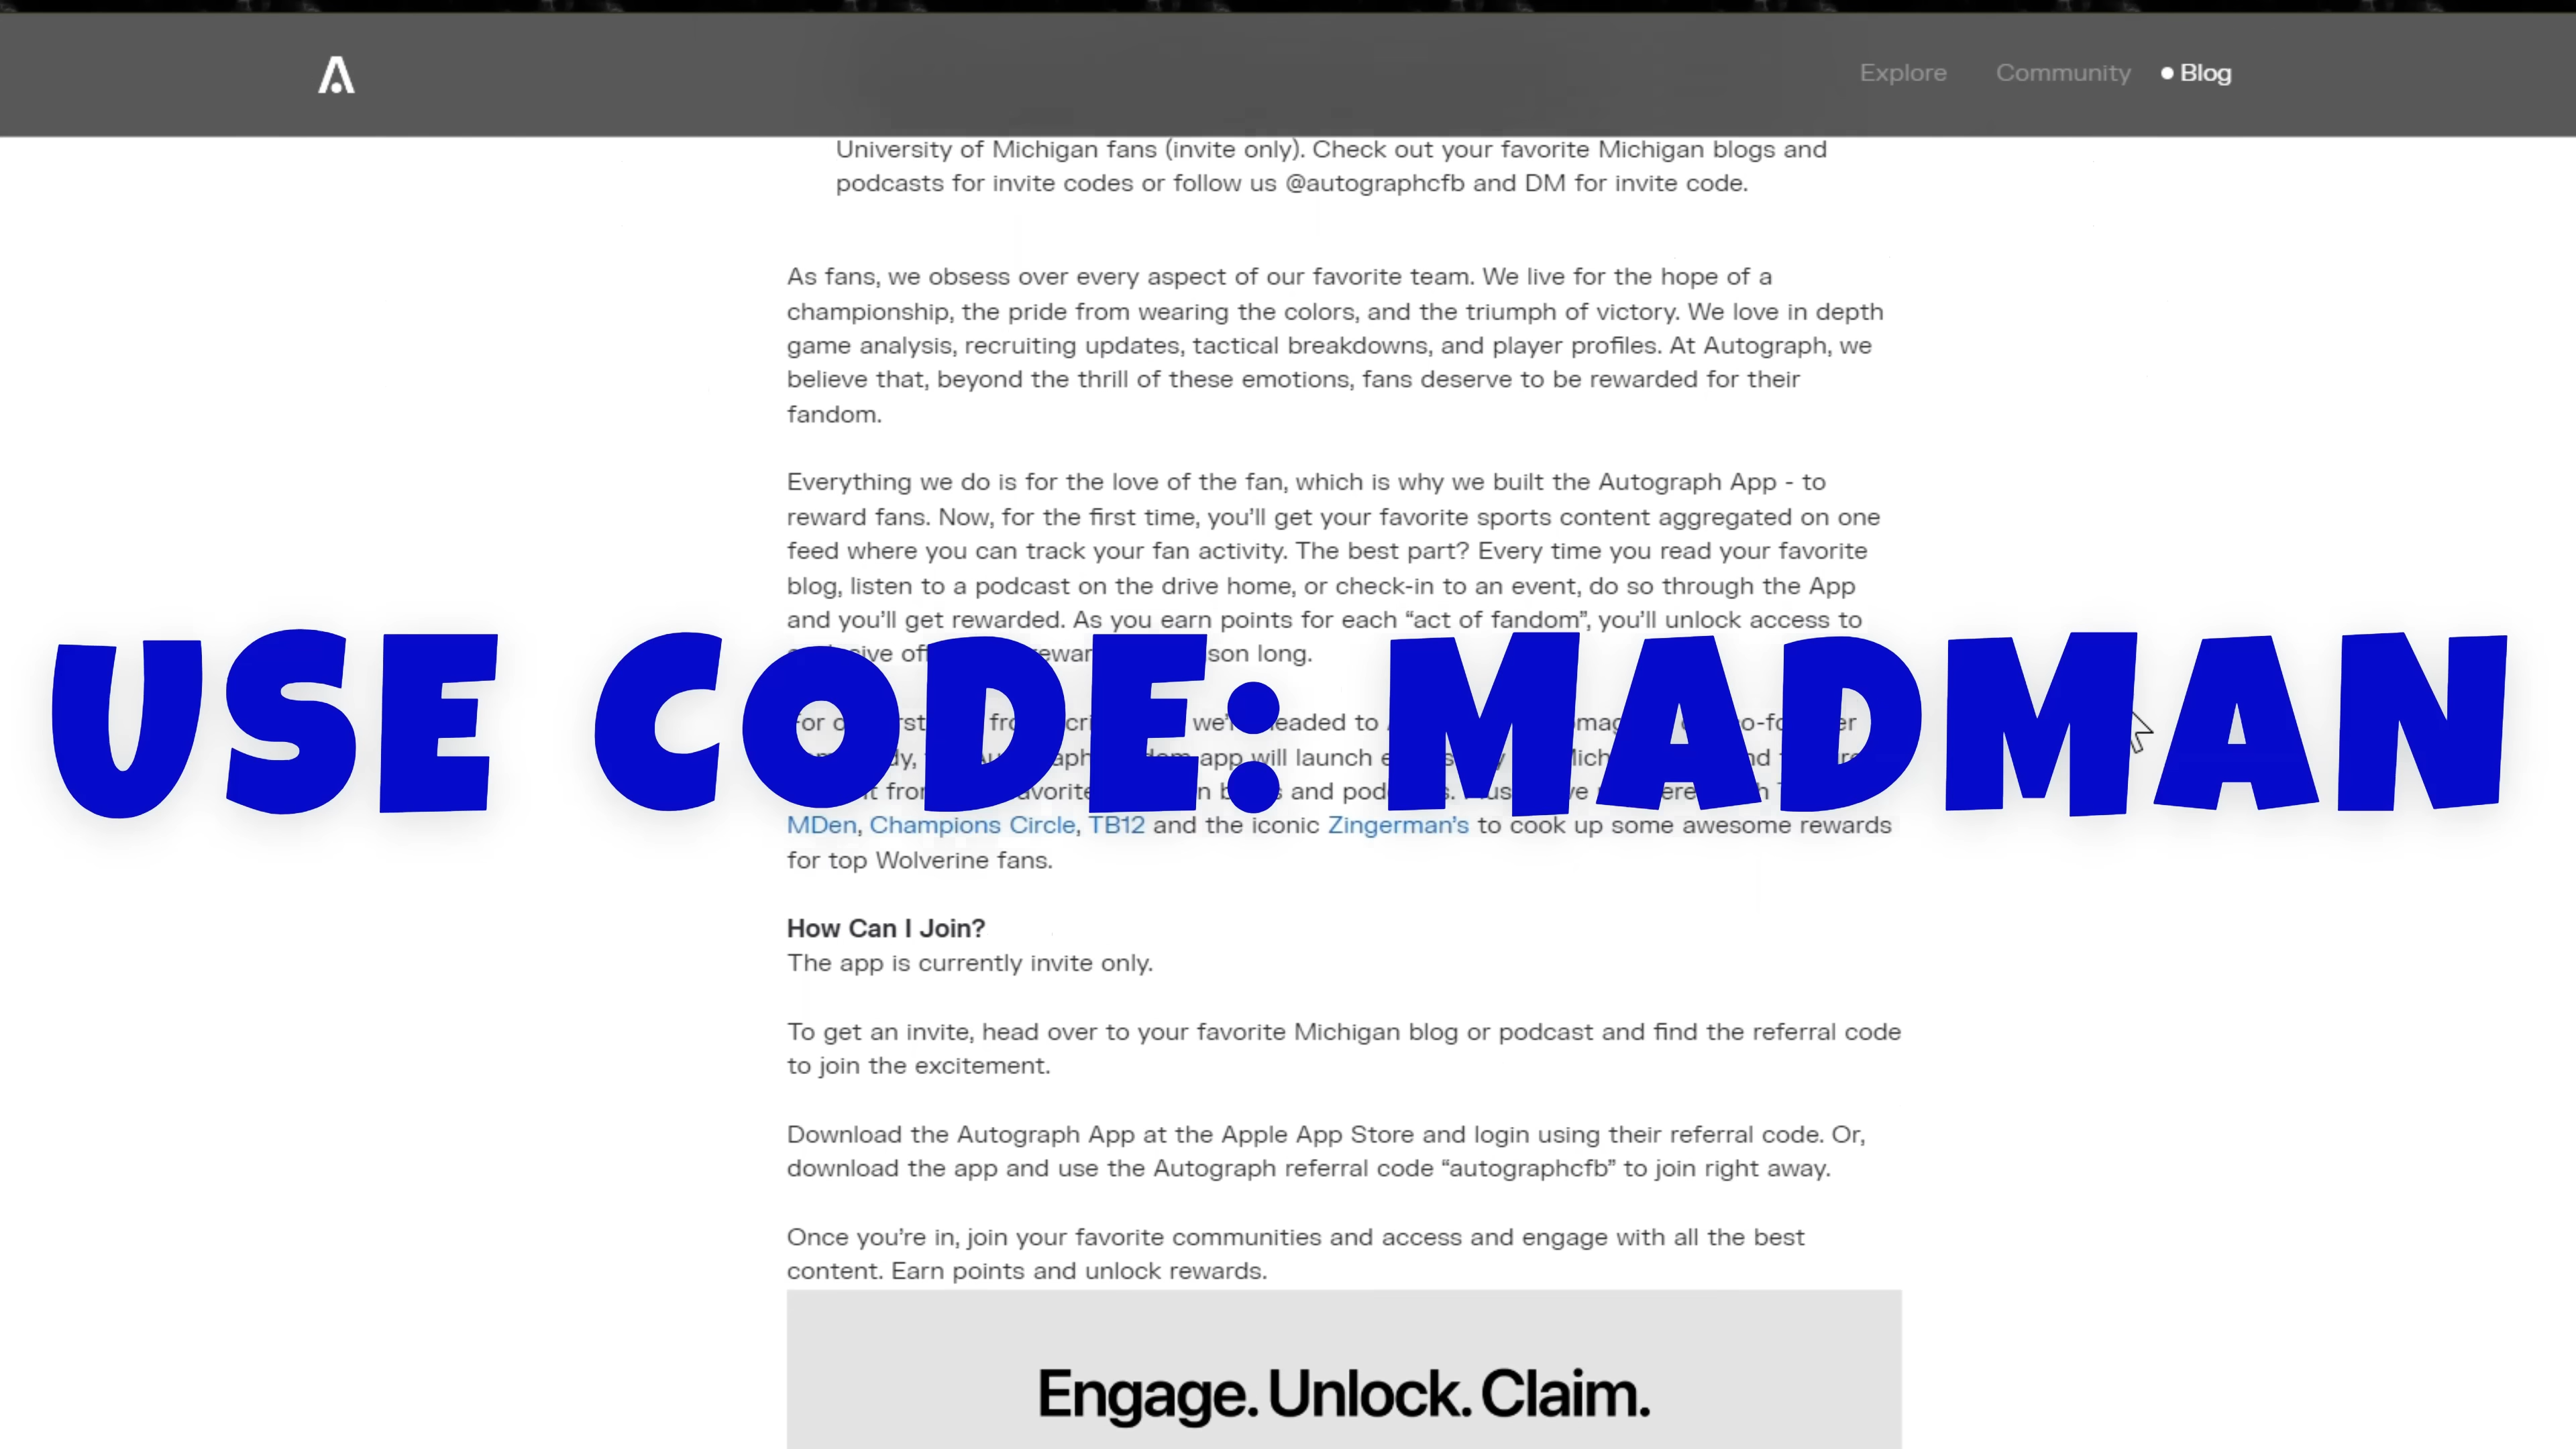 Explore Community Blog
University of Michigan fans (invite only). Check out your favorite Michigan blogs and
podcasts for invite codes or follow us @autographcfb and DM for invite code.
As fans, we obsess over every aspect of our favorite team. We live for the hope of a
championship, the pride from wearing the colors, and the triumph of victory. We love in depth
game analysis, recruiting updates, tactical breakdowns, and player profiles. At Autograph, we
believe that, beyond the thrill of these emotions, fans deserve to be rewarded for their
fandom.
Everything we do is for the love of the fan, which is why we built the Autograph App - to
reward fans. Now, for the first time, you’ll get your favorite sports content aggregated on one
feed where you can track your fan activity. The best part? Every time you read your favorite
blog, listen to a podcast on the drive home, or check-in to an event, do so through the App
and you’ll get rewarded. As you earn points for each “act of fandom”, you’ll unlock access to
long.
USE CODE: MADMAN
to
app will launch
and
MDen, Champions Circle, TB12 and the iconic Zingerman’s to cook up some awesome rewards
for top Wolverine fans.
How Can I Join?
The app is currently invite only.
To get an invite, head over to your favorite Michigan blog or podcast and find the referral code
to join the excitement.
Download the Autograph App at the Apple App Store and login using their referral code. Or,
download the app and use the Autograph referral code “autographcfb” to join right away.
Once you’re in, join your favorite communities and access and engage with all the best
content. Earn points and unlock rewards.
Engage. Unlock. Claim.